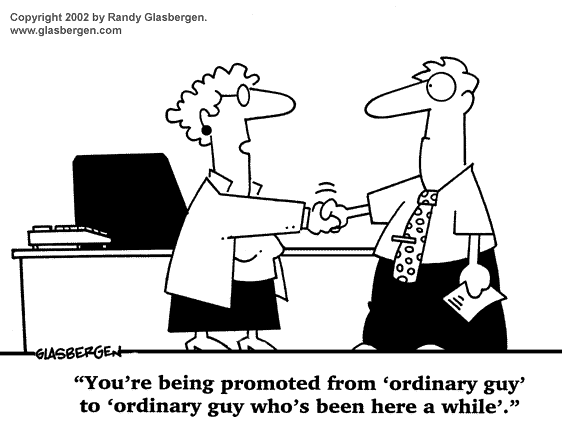 Copyright 2002 by Randy Glasbergen.
www.glasbergen.com
GLASBERGEN
“You’re being promoted from ‘ordinary guy’
to ‘ordinary guy who’s been here a while’.”